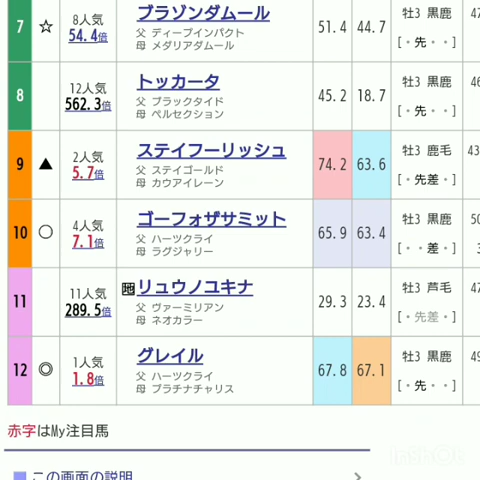 7 ☆ 8人気 54.4倍 ブラゾンダムール 父 ディープインパクト 母 メダリアダムール 51.4 44.7 牡3 黒鹿 [・先・・] 47
8 12人気 562.3倍 トッカータ 父 ブラックタイド 母 ベルセクション 45.2 18.7 牡3 黒鹿 [・先・・] 46
9 ▲ 2人気 5.7倍 ステイフーリッシュ 父 ステイゴールド 母 カウアイレーン 74.2 63.6 牡3 鹿毛 [・先差・] 43
10 ○ 4人気 7.1倍 ゴーフォザサミット 父 ハーツクライ 母 ラグジャリー 65.9 63.4 牡3 黒鹿 [・・差・] 50 3
11 11人気 289.5倍 地 リュウノユキナ 父 ヴァーミリアン 母 ネオカラー 29.3 23.4 牡3 芦毛 [・先差・] 47
12 ◎ 1人気 1.8倍 グレイル 父 ハーツクライ 母 プラチナチャリス 67.8 67.1 牡3 黒鹿 [・先・・] 49
赤字はMy注目馬
この画面の説明